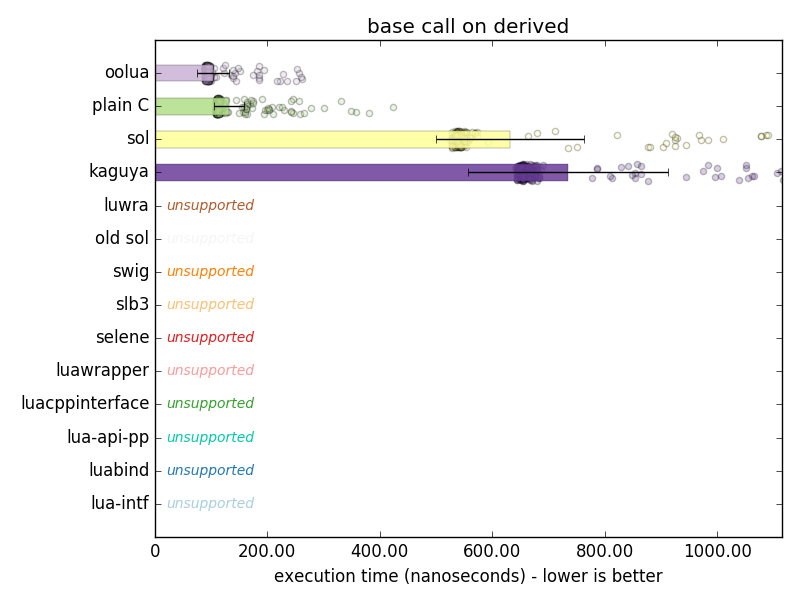 base call on derived
oolua
plain C
sol
kaguya
luwra unsupported
old sol unsupported
swig unsupported
slb3 unsupported
selene unsupported
luawrapper unsupported
luacppinterface unsupported
lua-api-pp unsupported
luabind unsupported
lua-intf unsupported
0 200.00 400.00 600.00 800.00 1000.00
execution time (nanoseconds) - lower is better